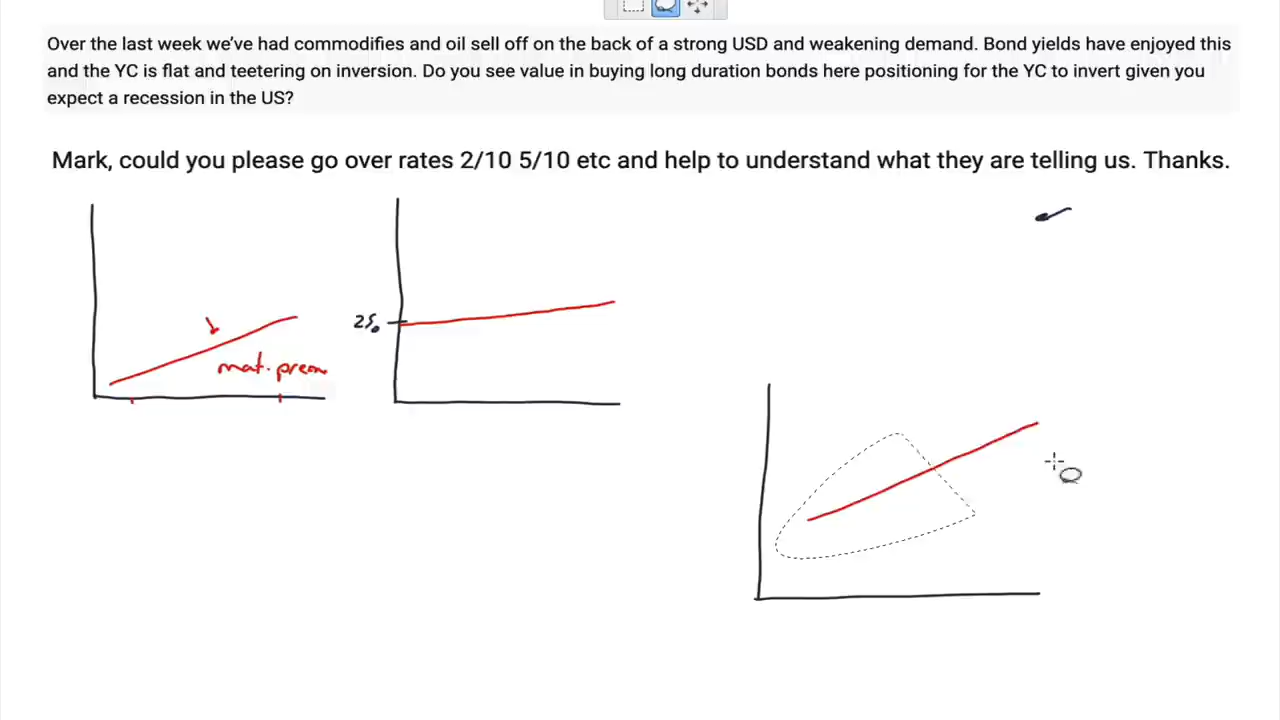 Over the last week we've had commodifies and oil sell off on the back of a strong USD and weakening demand. Bond yields have enjoyed this
and the YC is flat and teetering on inversion. Do you see value in buying long duration bonds here positioning for the YC to invert given you
expect a recession in the US?
Mark, could you please go over rates 2/10 5/10 etc and help to understand what they are telling us. Thanks.
mat. prem